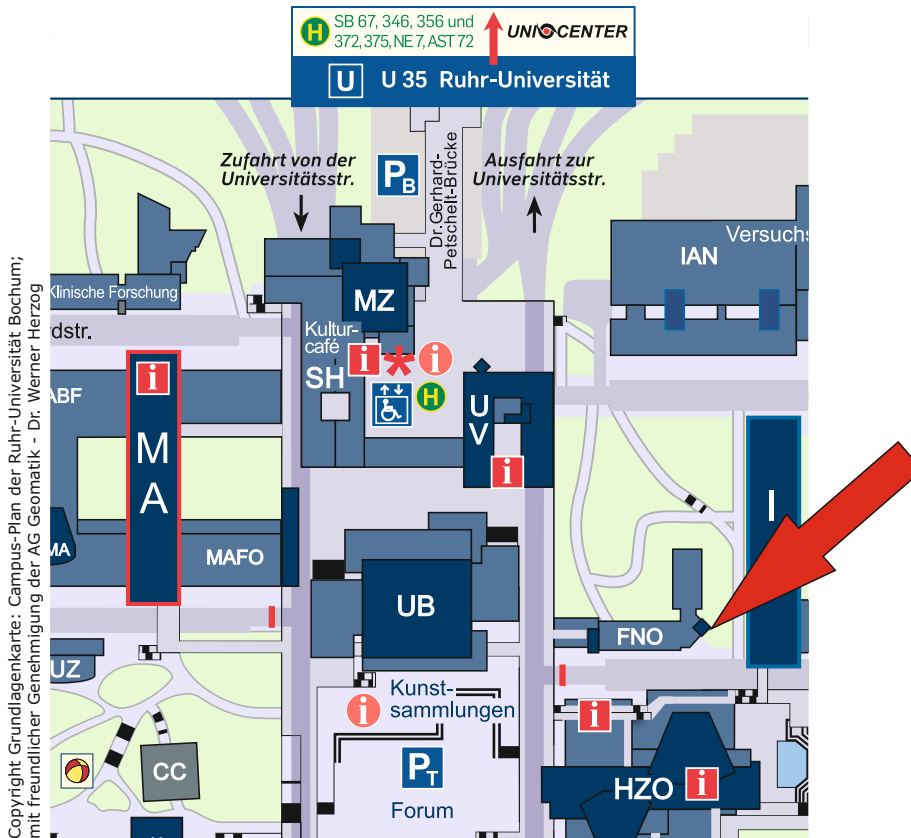 H SB 67, 346, 356 und
372, 375, NE 7, AST 72
UNICENTER
U U 35 Ruhr-Universität
Zufahrt von der
Universitätsstr.
PB
Dr.Gerhard-
Petschelt-Brücke
Ausfahrt zur
Universitätsstr.
Versuchs
IAN
Klinische Forschung
MZ
rdstr.
Kultur-
café
i
i
i
SH
H
ABF
U
V
i
M
A
I
MA
MAFO
UB
FNO
UZ
Kunst-
sammlungen
i
i
PT
CC
HZO
i
Forum
Copyright Grundlagenkarte: Campus-Plan der Ruhr-Universität Bochum;
mit freundlicher Genehmigung der AG Geomatik - Dr. Werner Herzog